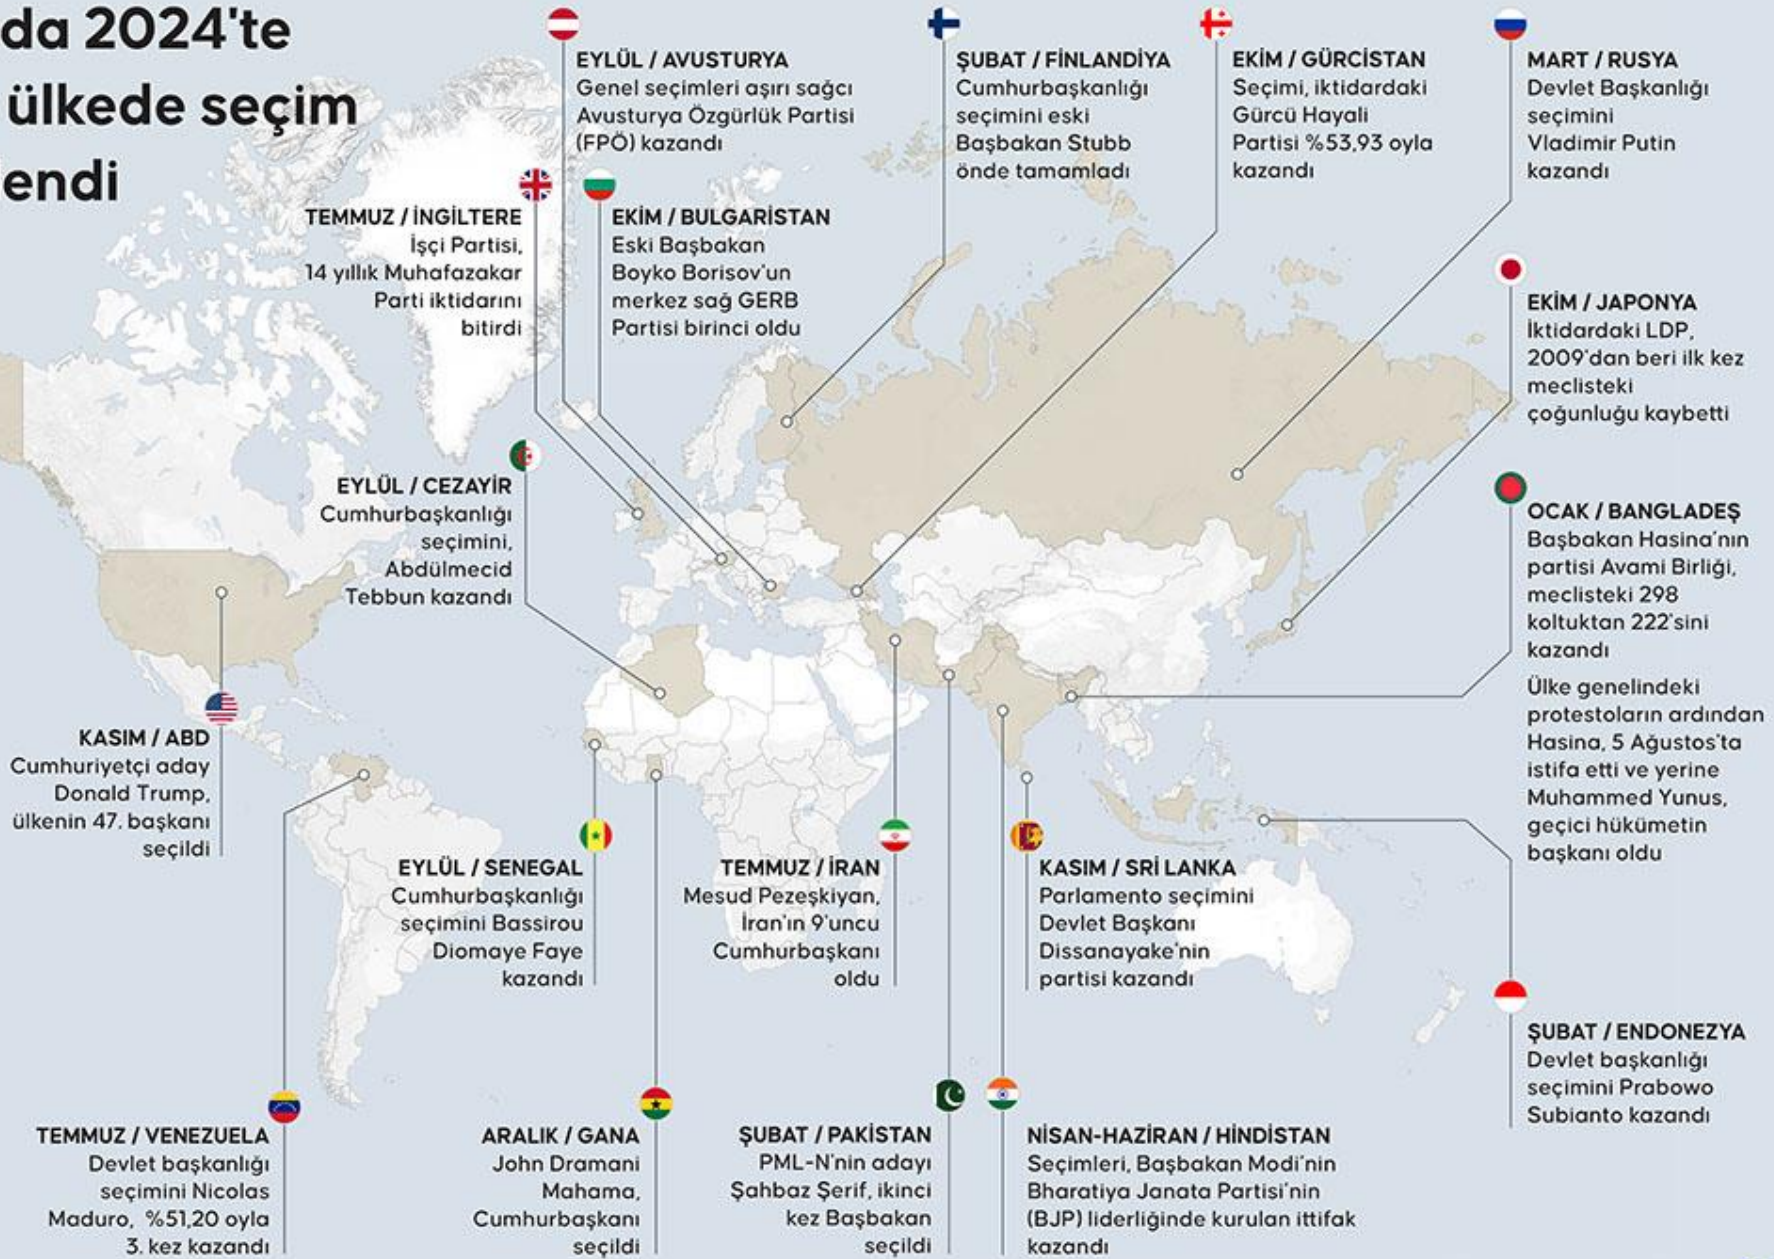 da 2024'te
ülkede seçim
endi
EYLÜL / AVUSTURYA
Genel seçimleri aşırı sağcı
Avusturya Özgürlük Partisi
(FPÖ) kazandı
ŞUBAT / FİNLANDİYA
Cumhurbaşkanlığı
seçimini eski
Başbakan Stubb
önde tamamladı
EKİM / GÜRCİSTAN
Seçimi, iktidardaki
Gürcü Hayali
Partisi %53,93 oyla
kazandı
MART / RUSYA
Devlet Başkanlığı
seçimini
Vladimir Putin
kazandı
TEMMUZ / İNGİLTERE
İşçi Partisi,
14 yıllık Muhafazakar
Parti iktidarını
bitirdi
EKİM / BULGARİSTAN
Eski Başbakan
Boyko Borisov'un
merkez sağ GERB
Partisi birinci oldu
EKİM / JAPONYA
İktidardaki LDP,
2009'dan beri ilk kez
meclisteki
çoğunluğu kaybetti
EYLÜL / CEZAYİR
Cumhurbaşkanlığı
seçimini,
Abdülmecid
Tebbun kazandı
OCAK / BANGLADEŞ
Başbakan Hasina'nın
partisi Avami Birliği,
meclisteki 298
koltuktan 222'sini
kazandı
Ülke genelindeki
protestoların ardından
Hasina, 5 Ağustos'ta
istifa etti ve yerine
Muhammed Yunus,
geçici hükümetin
başkanı oldu
KASIM / ABD
Cumhuriyetçi aday
Donald Trump,
ülkenin 47. başkanı
seçildi
EYLÜL / SENEGAL
Cumhurbaşkanlığı
seçimini Bassirou
Diomaye Faye
kazandı
TEMMUZ / İRAN
Mesud Pezeşkiyan,
İran'ın 9'uncu
Cumhurbaşkanı
oldu
KASIM / SRİ LANKA
Parlamento seçimini
Devlet Başkanı
Dissanayake'nin
partisi kazandı
ŞUBAT / ENDONEZYA
Devlet başkanlığı
seçimini Prabowo
Subianto kazandı
TEMMUZ / VENEZUELA
Devlet başkanlığı
seçimini Nicolas
Maduro, %51,20 oyla
3. kez kazandı
ARALIK / GANA
John Dramani
Mahama,
Cumhurbaşkanı
seçildi
ŞUBAT / PAKİSTAN
PML-N'nin adayı
Şahbaz Şerif, ikinci
kez Başbakan
seçildi
NİSAN-HAZİRAN / HİNDİSTAN
Seçimleri, Başbakan Modi'nin
Bharatiya Janata Partisi'nin
(BJP) liderliğinde kurulan ittifak
kazandı